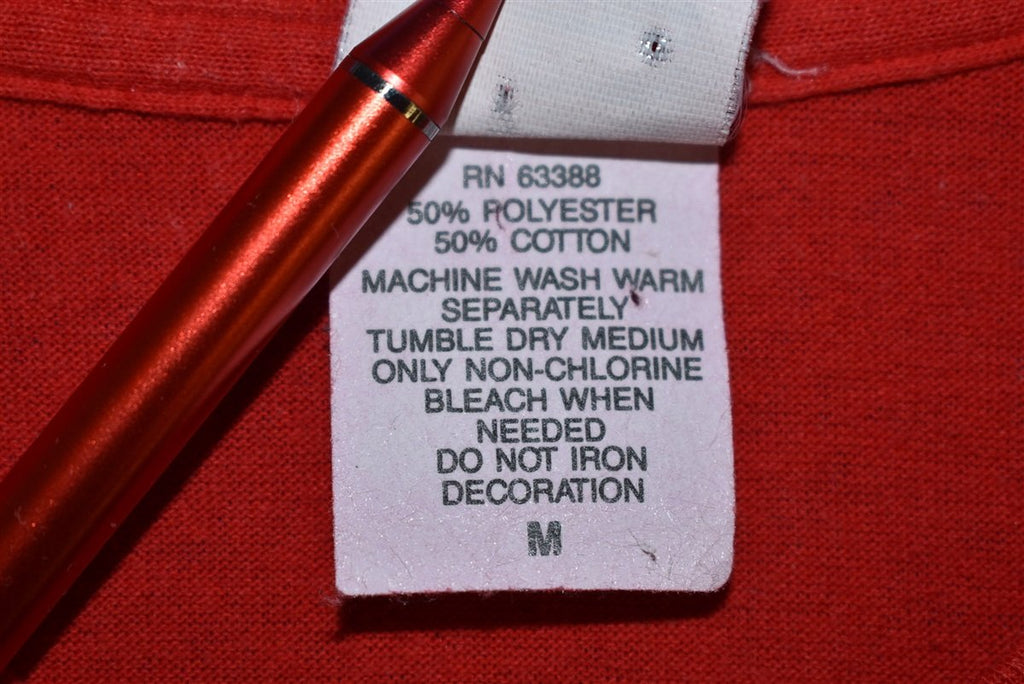 RN 63388
50% POLYESTER
50% COTTON
MACHINE WASH WARM
SEPARATELY
TUMBLE DRY MEDIUM
ONLY NON-CHLORINE
BLEACH WHEN
NEEDED
DO NOT IRON
DECORATION
M